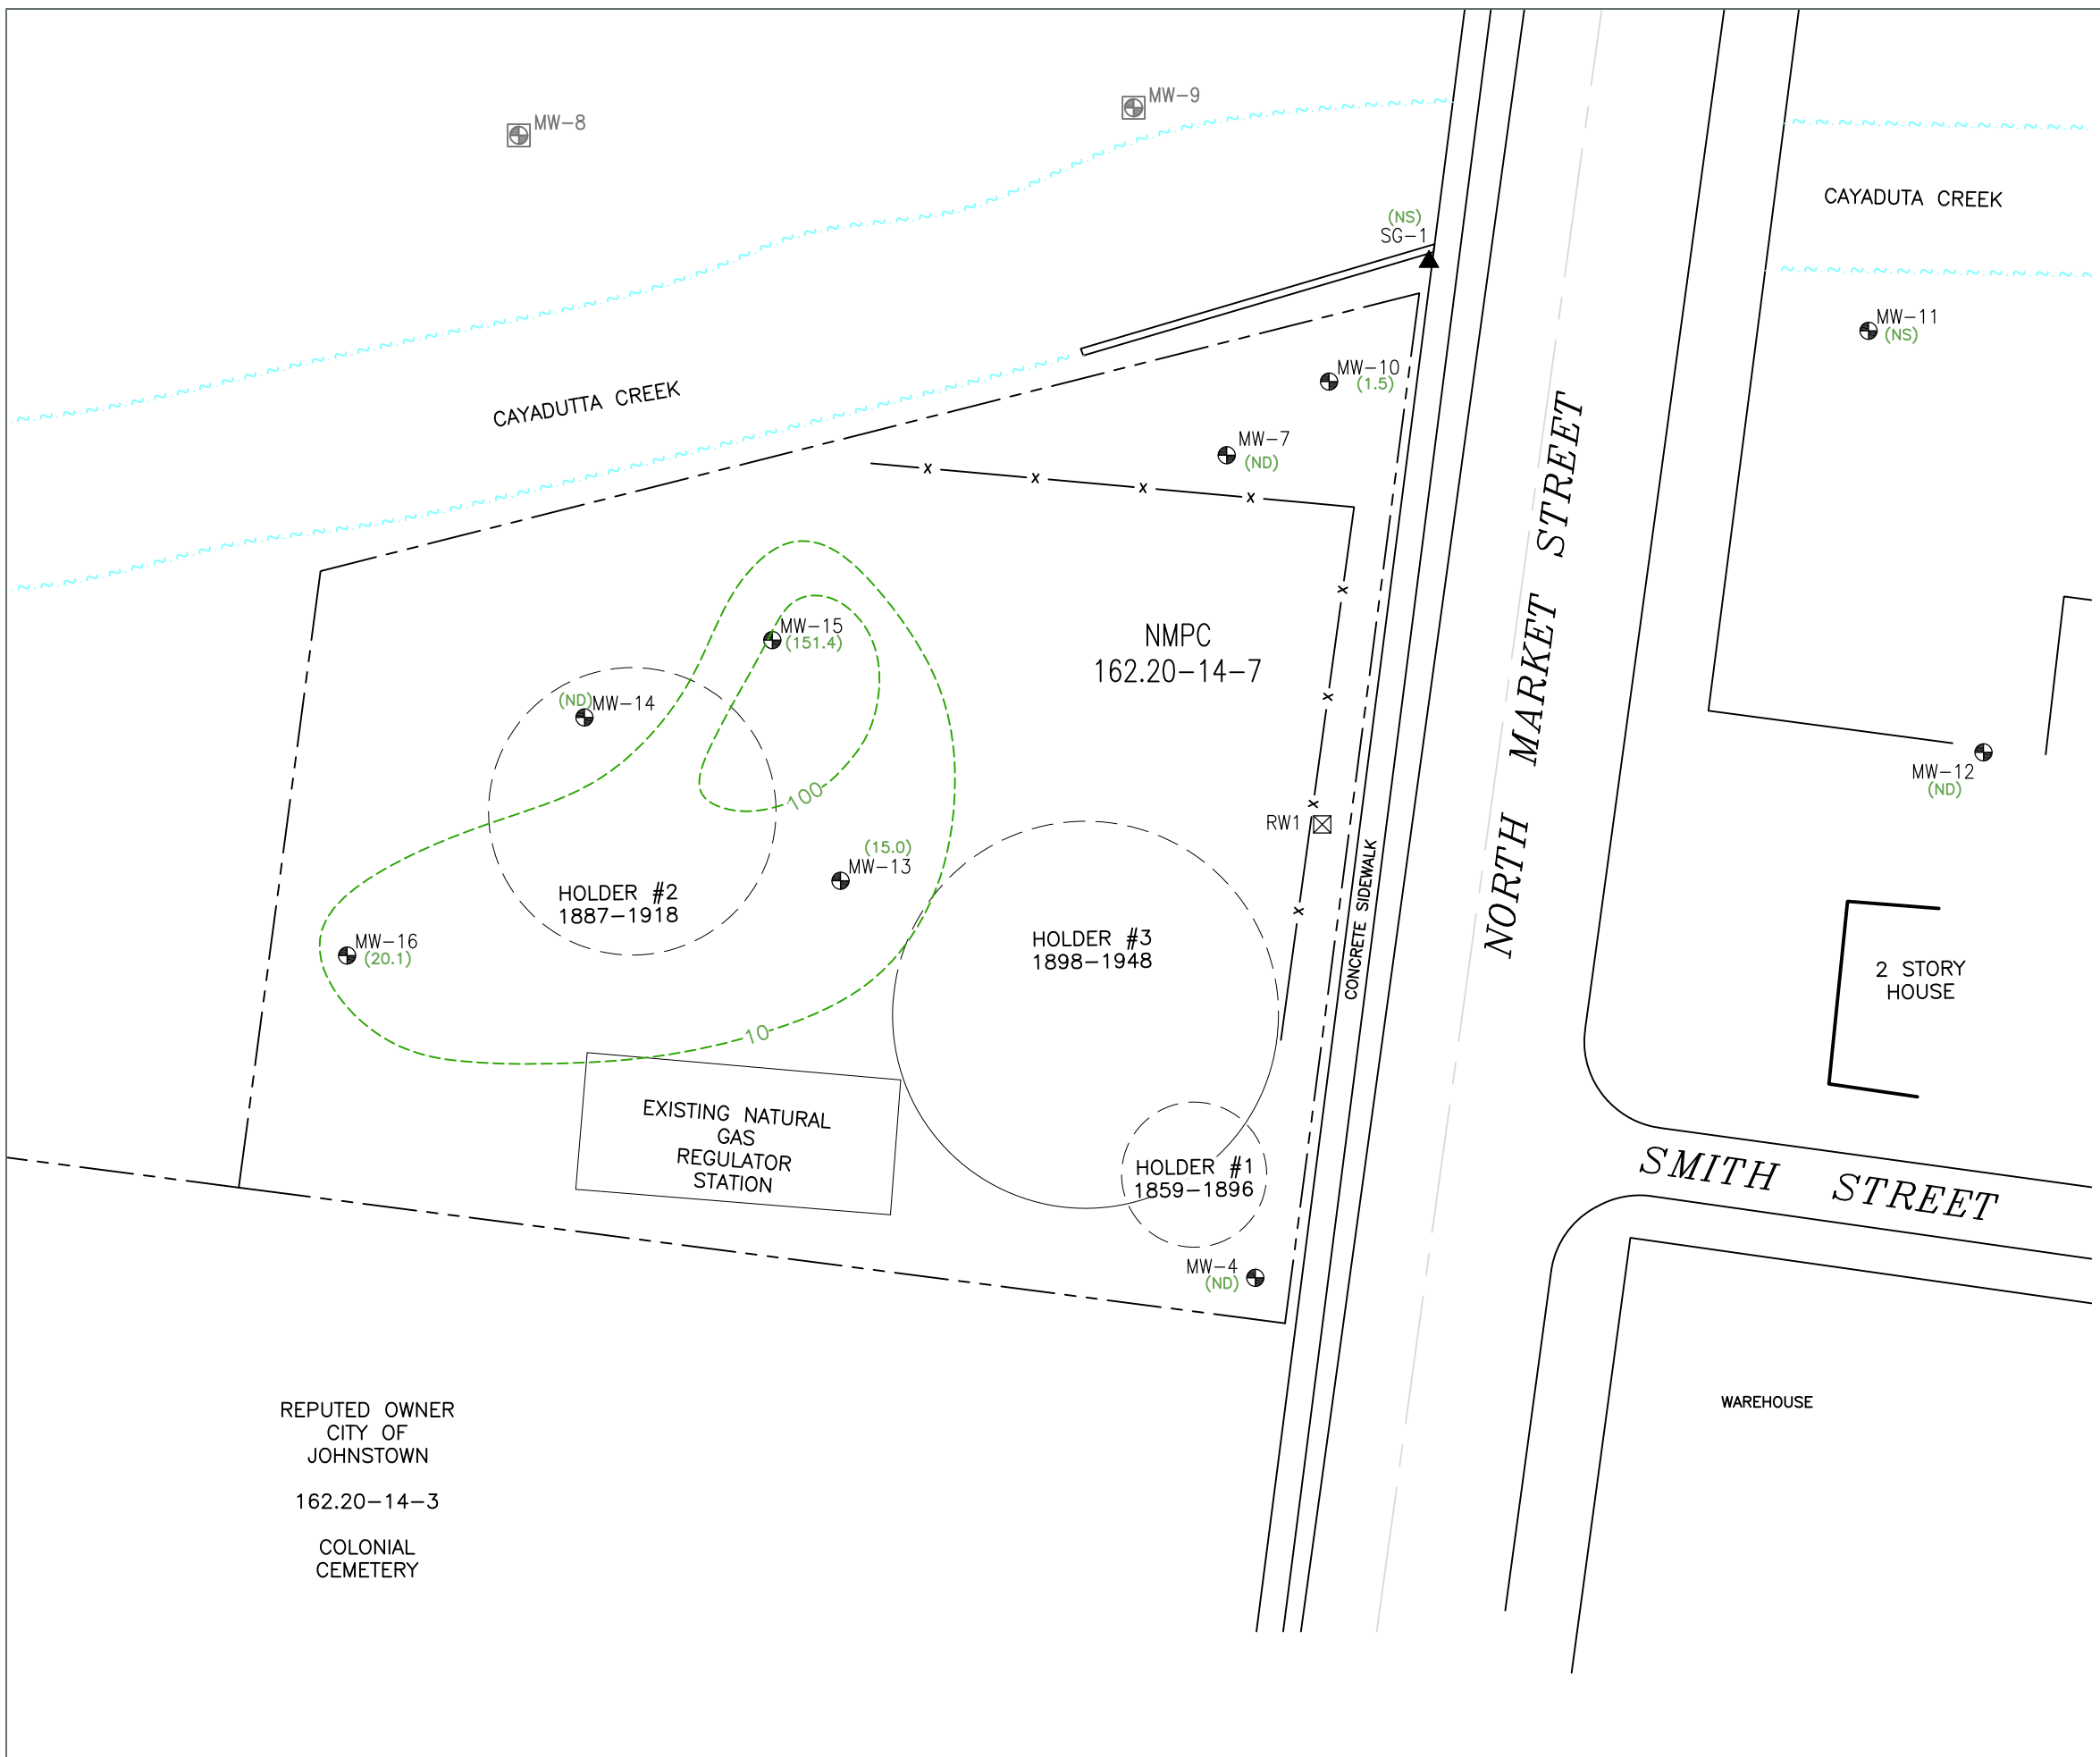 MW-9
MW-8
CAYADUTA CREEK
(NS)
SG-1
MW-11
(NS)
MW-10
(1.5)
CAYADUTTA CREEK
MW-7
(ND)
MW-15
(151.4)
NMPC
162.20-14-7
(ND)
MW-14
NORTH MARKET STREET
MW-12
(ND)
100
RW1
(15.0)
MW-13
HOLDER #2
1887-1918
CONCRETE SIDEWALK
MW-16
(20.1)
HOLDER #3
1898-1948
2 STORY
HOUSE
10
EXISTING NATURAL
GAS
REGULATOR
STATION
HOLDER #1
1859-1896
SMITH STREET
MW-4
(ND)
REPUTED OWNER
CITY OF
JOHNSTOWN
162.20-14-3
COLONIAL
CEMETERY
WAREHOUSE